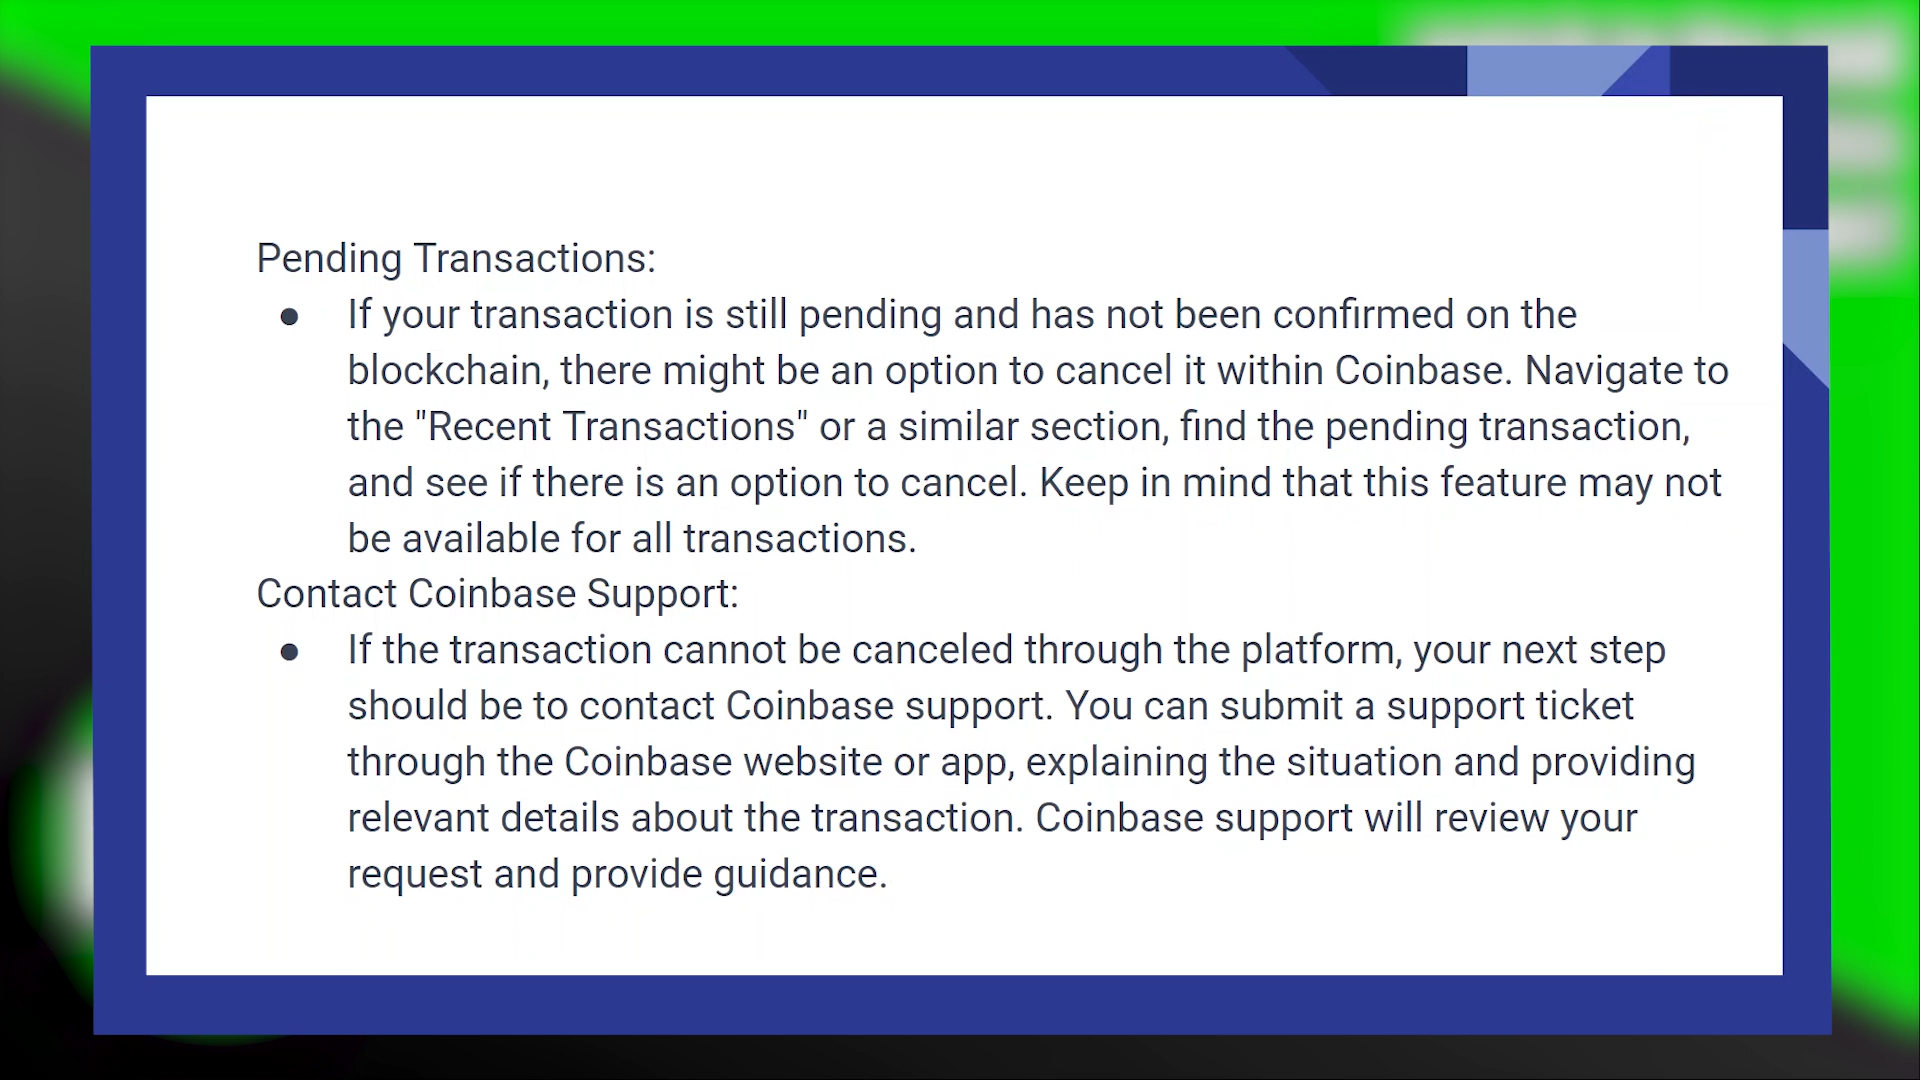 Pending Transactions:
● If your transaction is still pending and has not been confirmed on the
blockchain, there might be an option to cancel it within Coinbase. Navigate to
the "Recent Transactions" or a similar section, find the pending transaction,
and see if there is an option to cancel. Keep in mind that this feature may not
be available for all transactions.
Contact Coinbase Support:
● If the transaction cannot be canceled through the platform, your next step
should be to contact Coinbase support. You can submit a support ticket
through the Coinbase website or app, explaining the situation and providing
relevant details about the transaction. Coinbase support will review your
request and provide guidance.